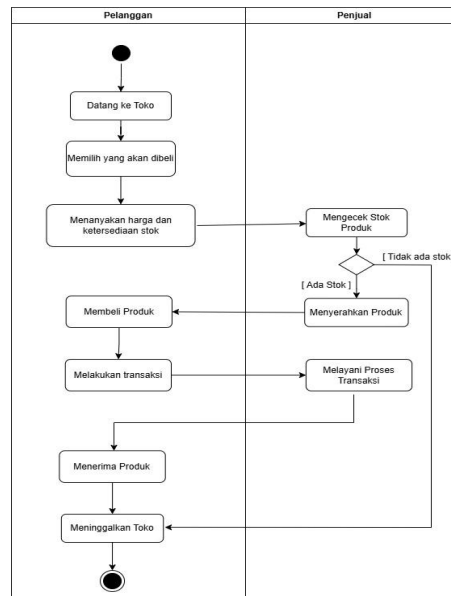 Pelanggan
Penjual
Datang ke Toko
Memilih yang akan dibeli
Menanyakan harga dan
ketersediaan stok
Mengecek Stok
Produk
[ Tidak ada stok
[ Ada Stok ]
Membeli Produk
Menyerahkan Produk
Melakukan transaksi
Melayani Proses
Transaksi
Menerima Produk
Meninggalkan Toko